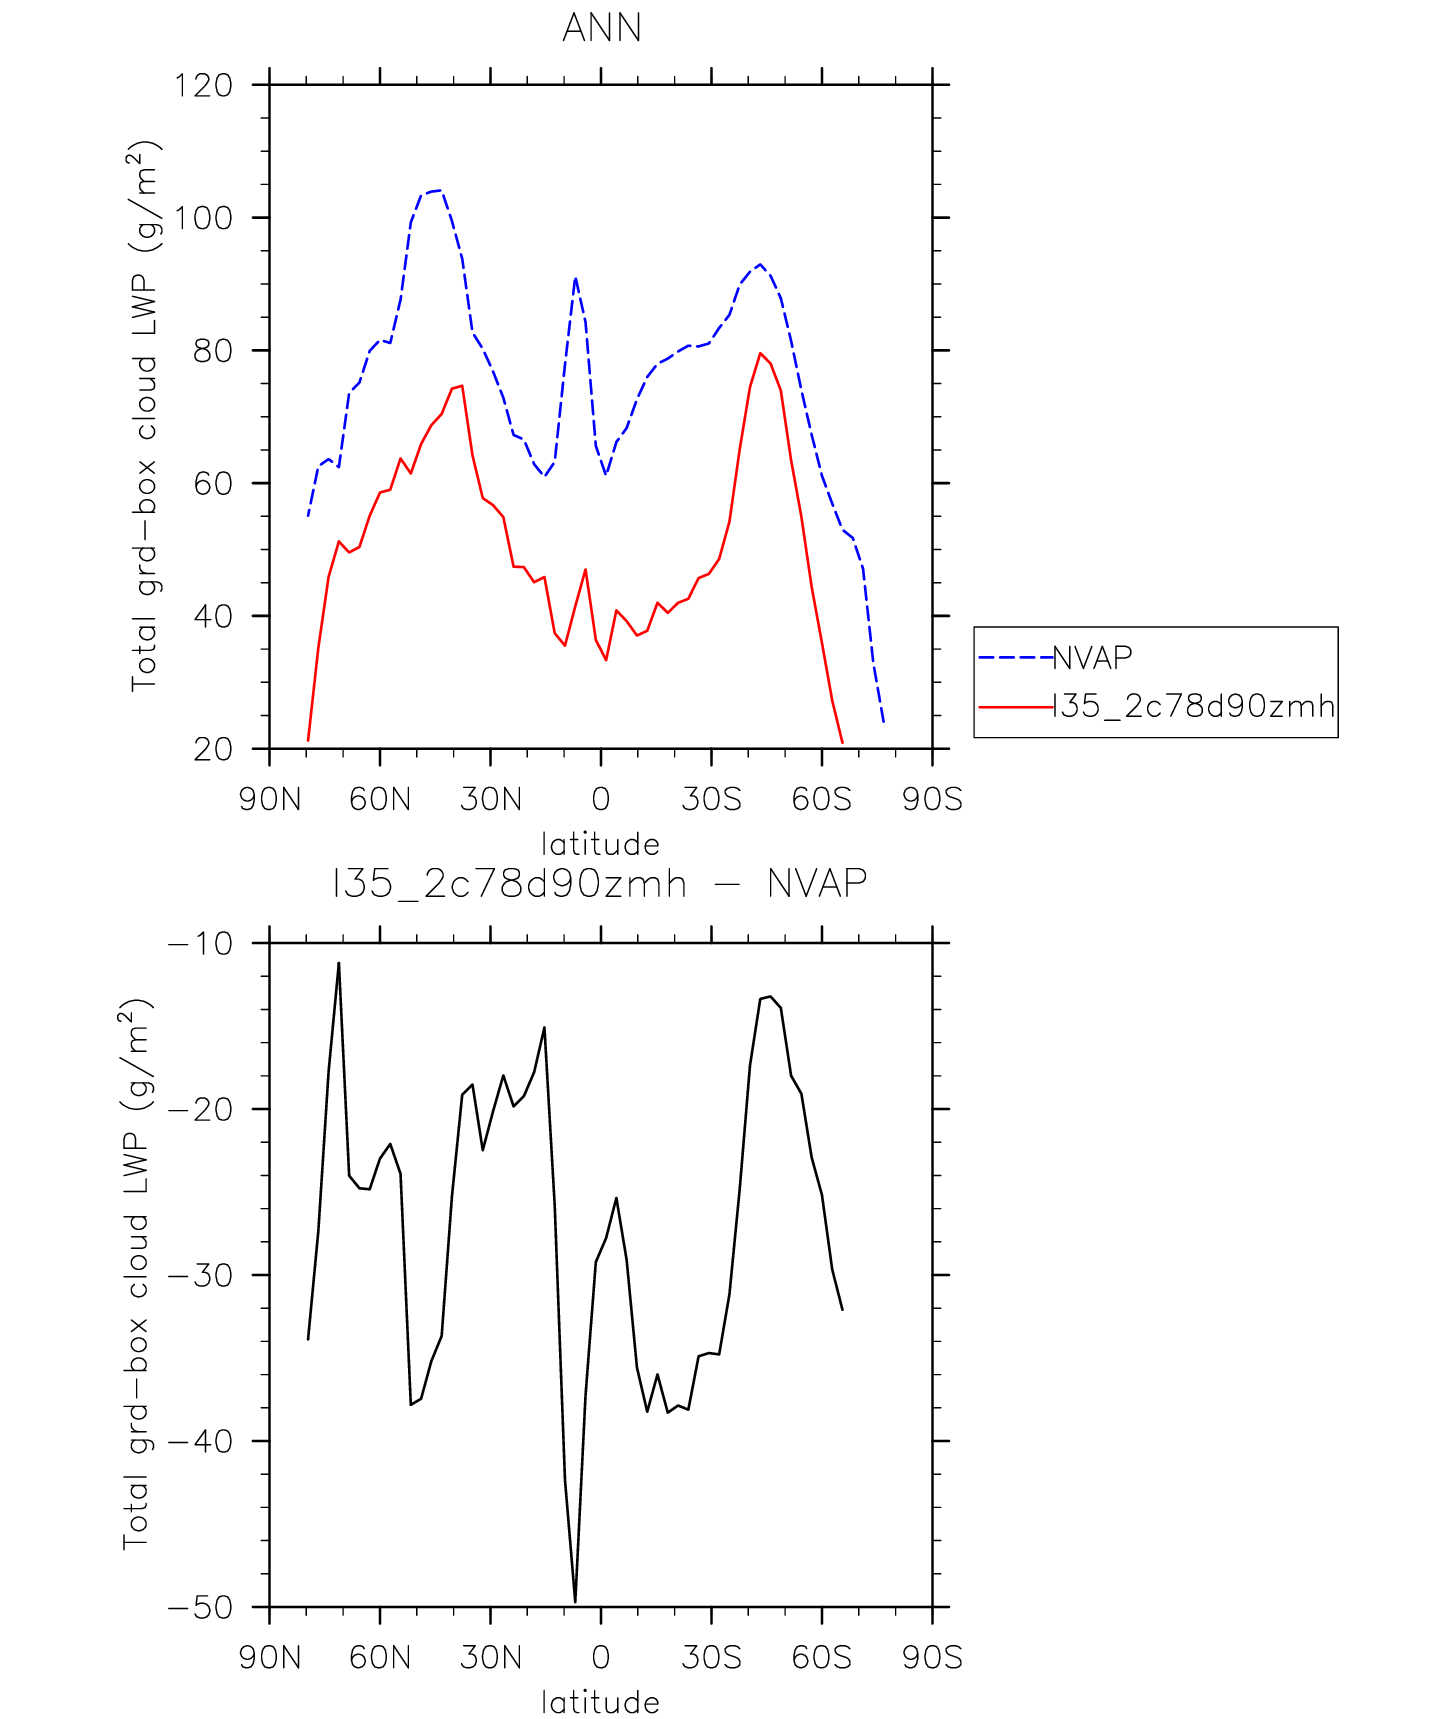 ANN
Total grd-box cloud LWP (g/m²)
120
100
80
60
40
20
90N 60N 30N 0 30S 60S 90S
latitude
NVAP
I35_2c78d90zmh
I35_2c78d90zmh - NVAP
Total grd-box cloud LWP (g/m²)
-10
-20
-30
-40
-50
90N 60N 30N 0 30S 60S 90S
latitude